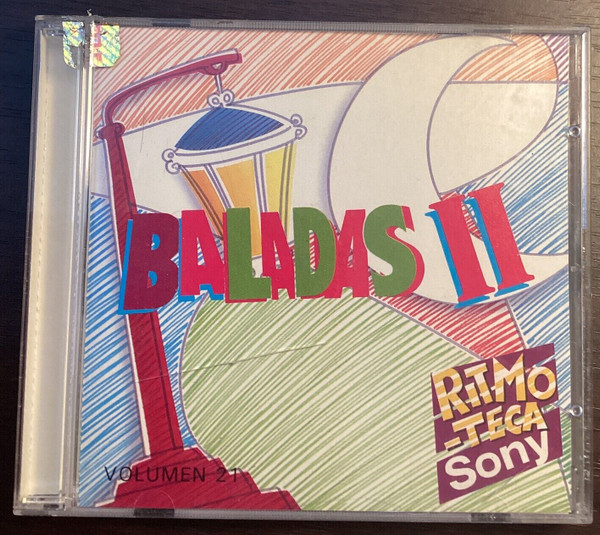 BALADAS II
RITMO
-TECA
Sony
VOLUMEN 21